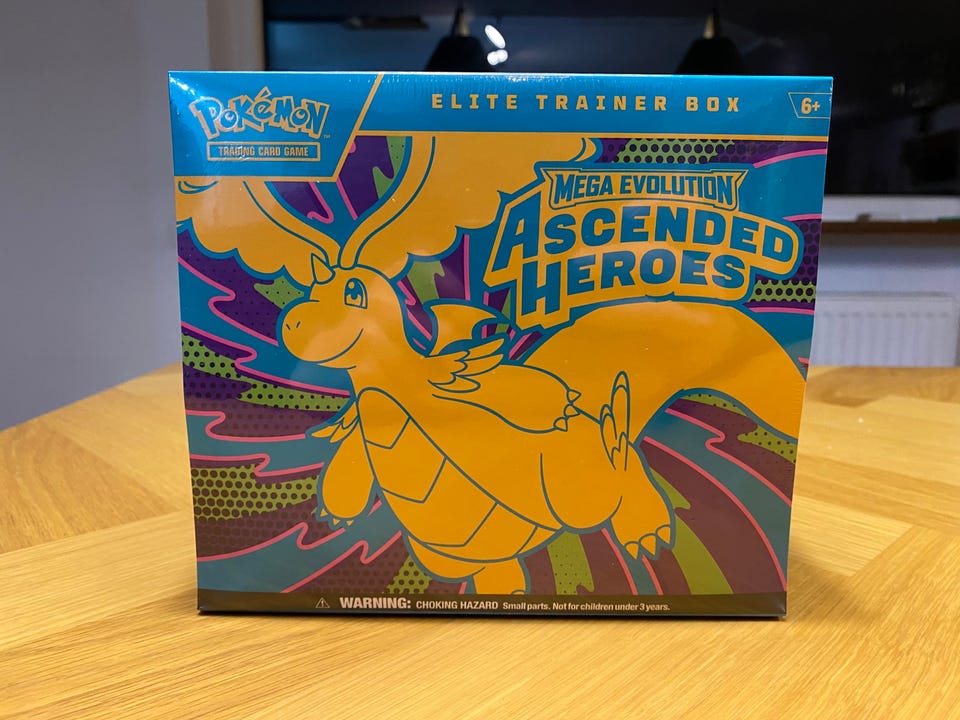 POKéMON
TM
TRADING CARD GAME
ELITE TRAINER BOX
6+
MEGA EVOLUTION
ASCENDED
HEROES
WARNING: CHOKING HAZARD Small parts. Not for children under 3 years.